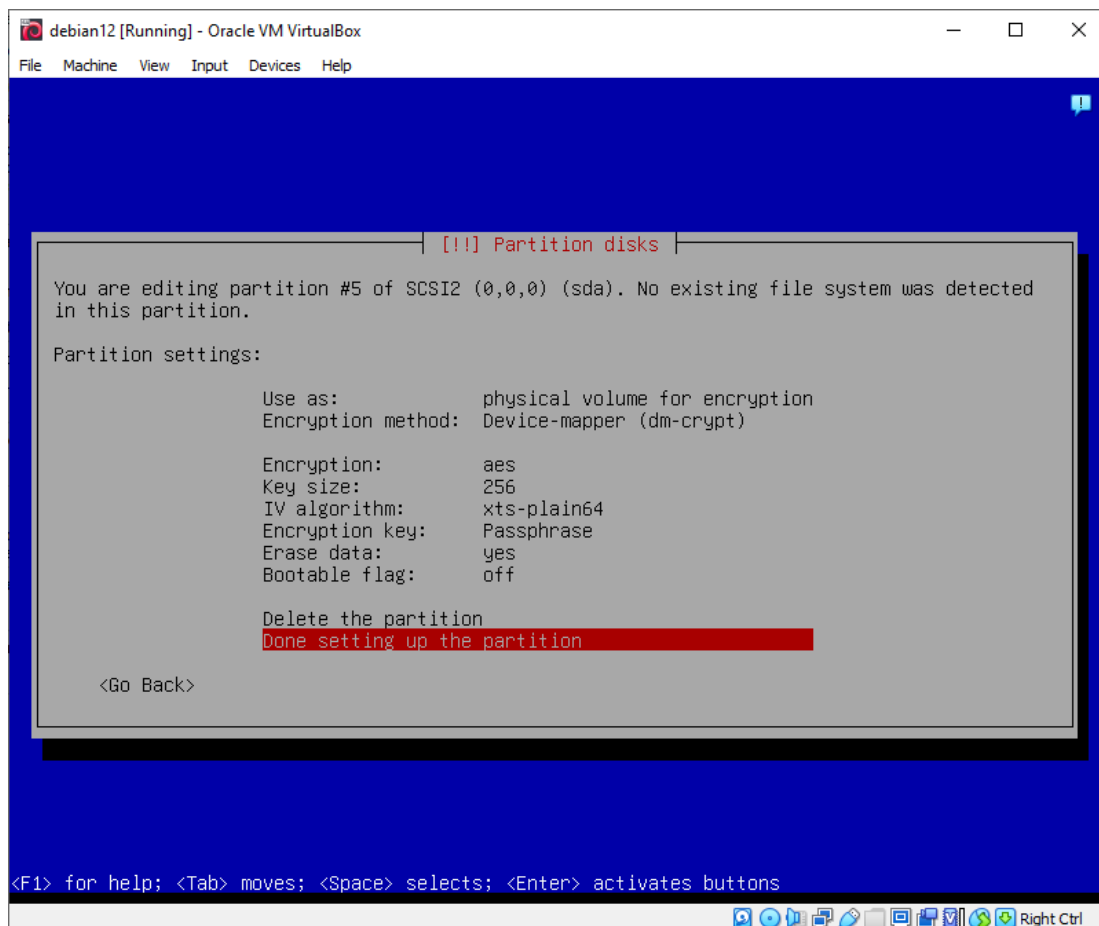 debian12 [Running] - Oracle VM VirtualBox
File Machine View Input Devices Help
[!!] Partition disks
You are editing partition #5 of SCSI2 (0,0,0) (sda). No existing file system was detected
in this partition.
Partition settings:
Use as: physical volume for encryption
Encryption method: Device-mapper (dm-crypt)
Encryption: aes
Key size: 256
IV algorithm: xts-plain64
Encryption key: Passphrase
Erase data: yes
Bootable flag: off
Delete the partition
Done setting up the partition
<Go Back>
<F1> for help; <Tab> moves; <Space> selects; <Enter> activates buttons
Right Ctrl